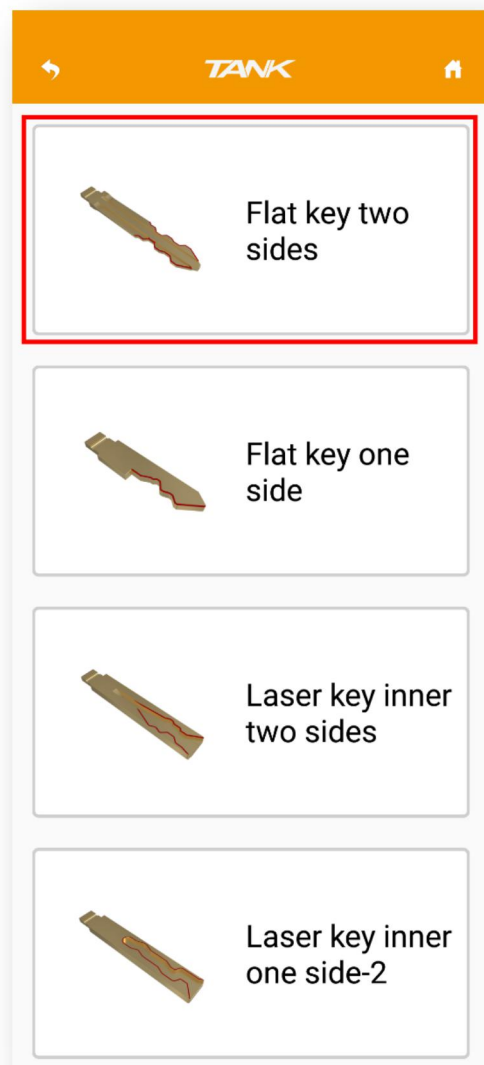 TANK
Flat key two
sides
Flat key one
side
Laser key inner
two sides
Laser key inner
one side-2